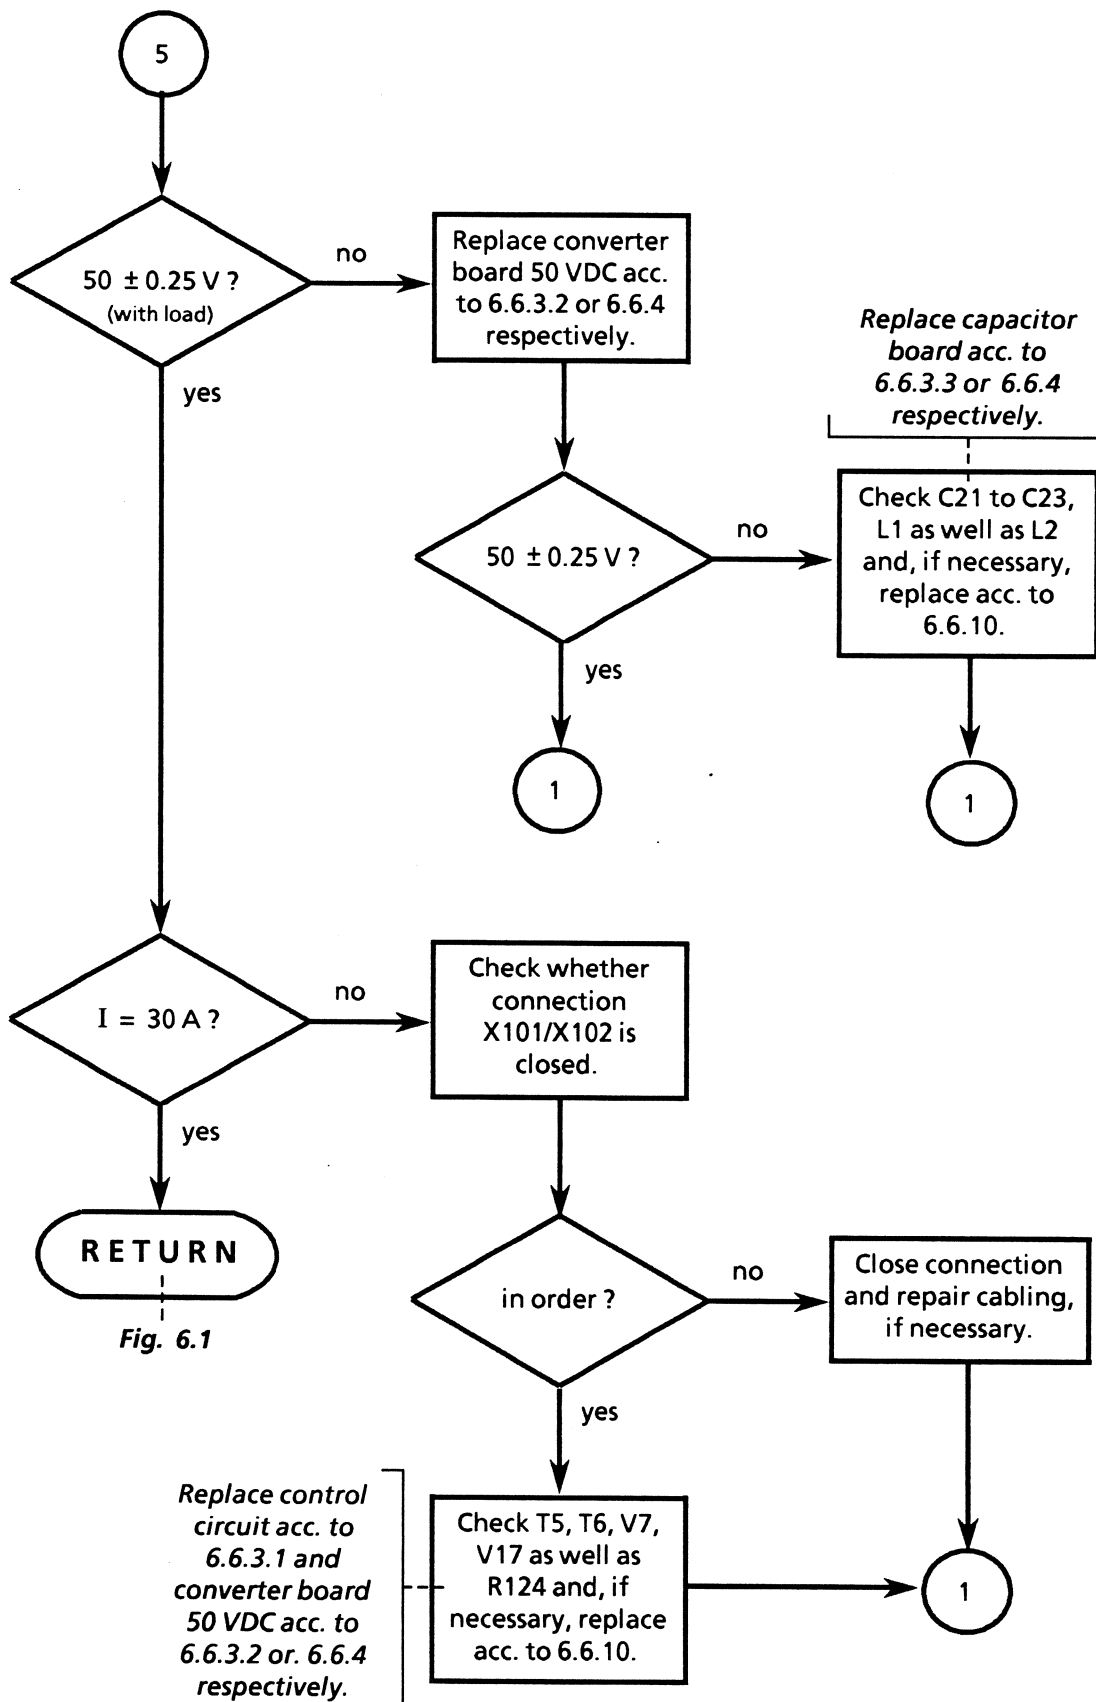 5
50 ± 0.25 V ?
(with load)
no
yes
Replace converter
board 50 VDC acc.
to 6.6.3.2 or 6.6.4
respectively.
Replace capacitor
board acc. to
6.6.3.3 or 6.6.4
respectively.
50 ± 0.25 V ?
no
yes
Check C21 to C23,
L1 as well as L2
and, if necessary,
replace acc. to
6.6.10.
1
1
I = 30 A ?
no
yes
Check whether
connection
X101/X102 is
closed.
RETURN
Fig. 6.1
in order ?
no
yes
Close connection
and repair cabling,
if necessary.
Replace control
circuit acc. to
6.6.3.1 and
converter board
50 VDC acc. to
6.6.3.2 or. 6.6.4
respectively.
Check T5, T6, V7,
V17 as well as
R124 and, if
necessary, replace
acc. to 6.6.10.
1